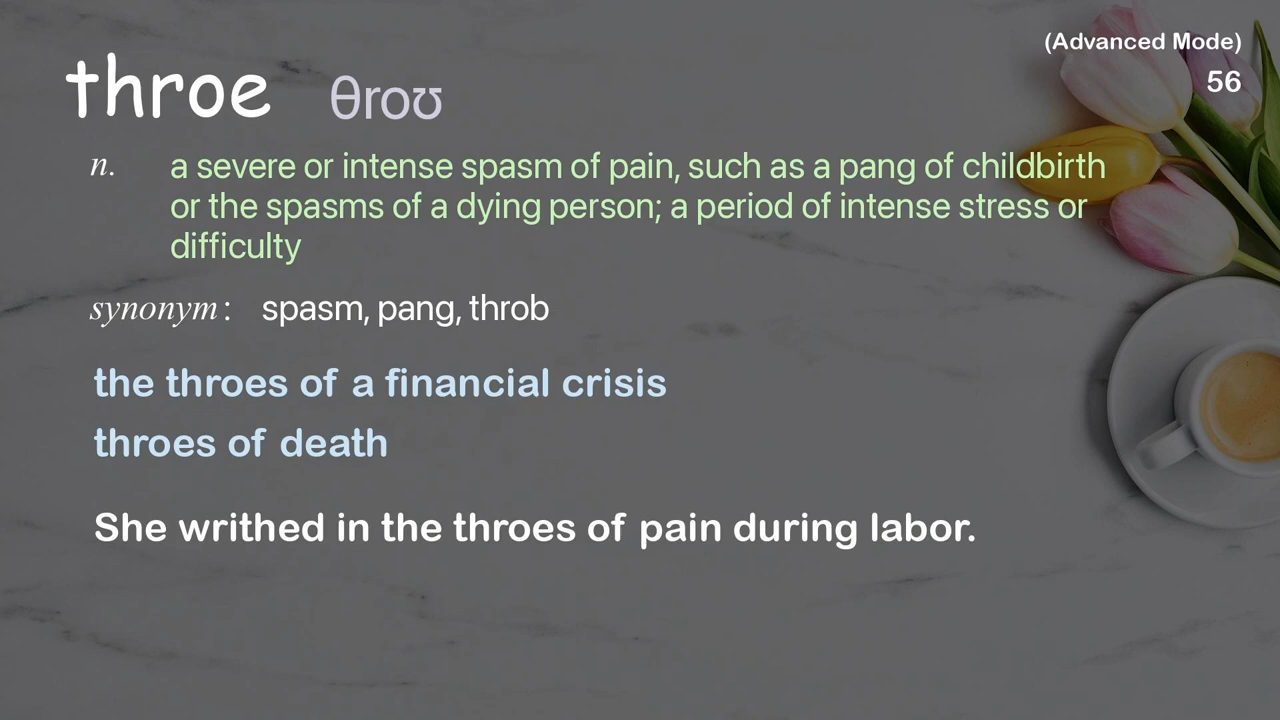 (Advanced Mode)
56
throe θroʊ
n. a severe or intense spasm of pain, such as a pang of childbirth
or the spasms of a dying person; a period of intense stress or
difficulty
synonym: spasm, pang, throb
the throes of a financial crisis
throes of death
She writhed in the throes of pain during labor.